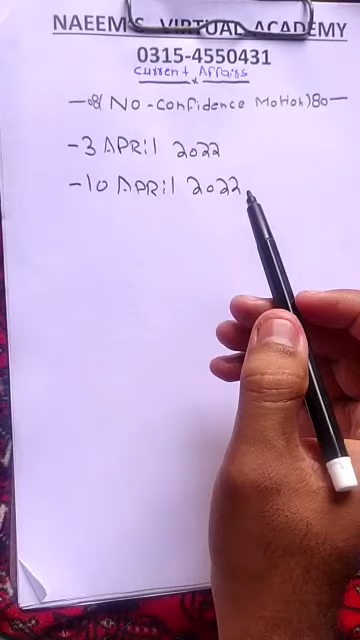 NAEEM'S VIRTUAL ACADEMY
0315-4550431
Current Affairs
No-Confidence Motion
-3 APRil 2022
-10 APRil 2022